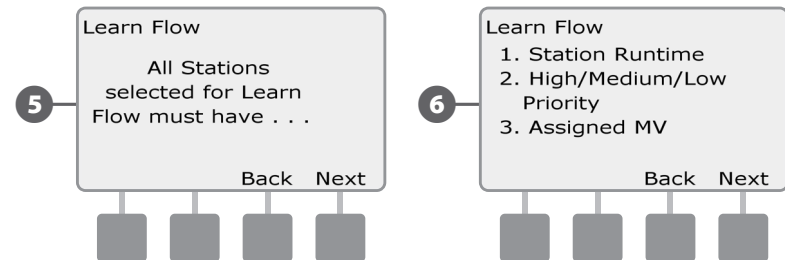 5
Learn Flow
All Stations
selected for Learn
Flow must have . . .
Back Next
6
Learn Flow
1. Station Runtime
2. High/Medium/Low
Priority
3. Assigned MV
Back Next